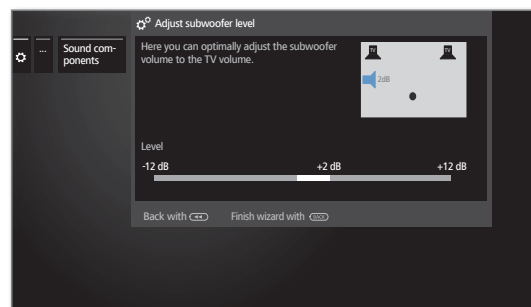 Adjust subwoofer level
...
Sound com-
ponents
Here you can optimally adjust the subwoofer
volume to the TV volume.
TV
TV
2dB
Level
-12 dB
+2 dB
+12 dB
Back with
Finish wizard with
BACK